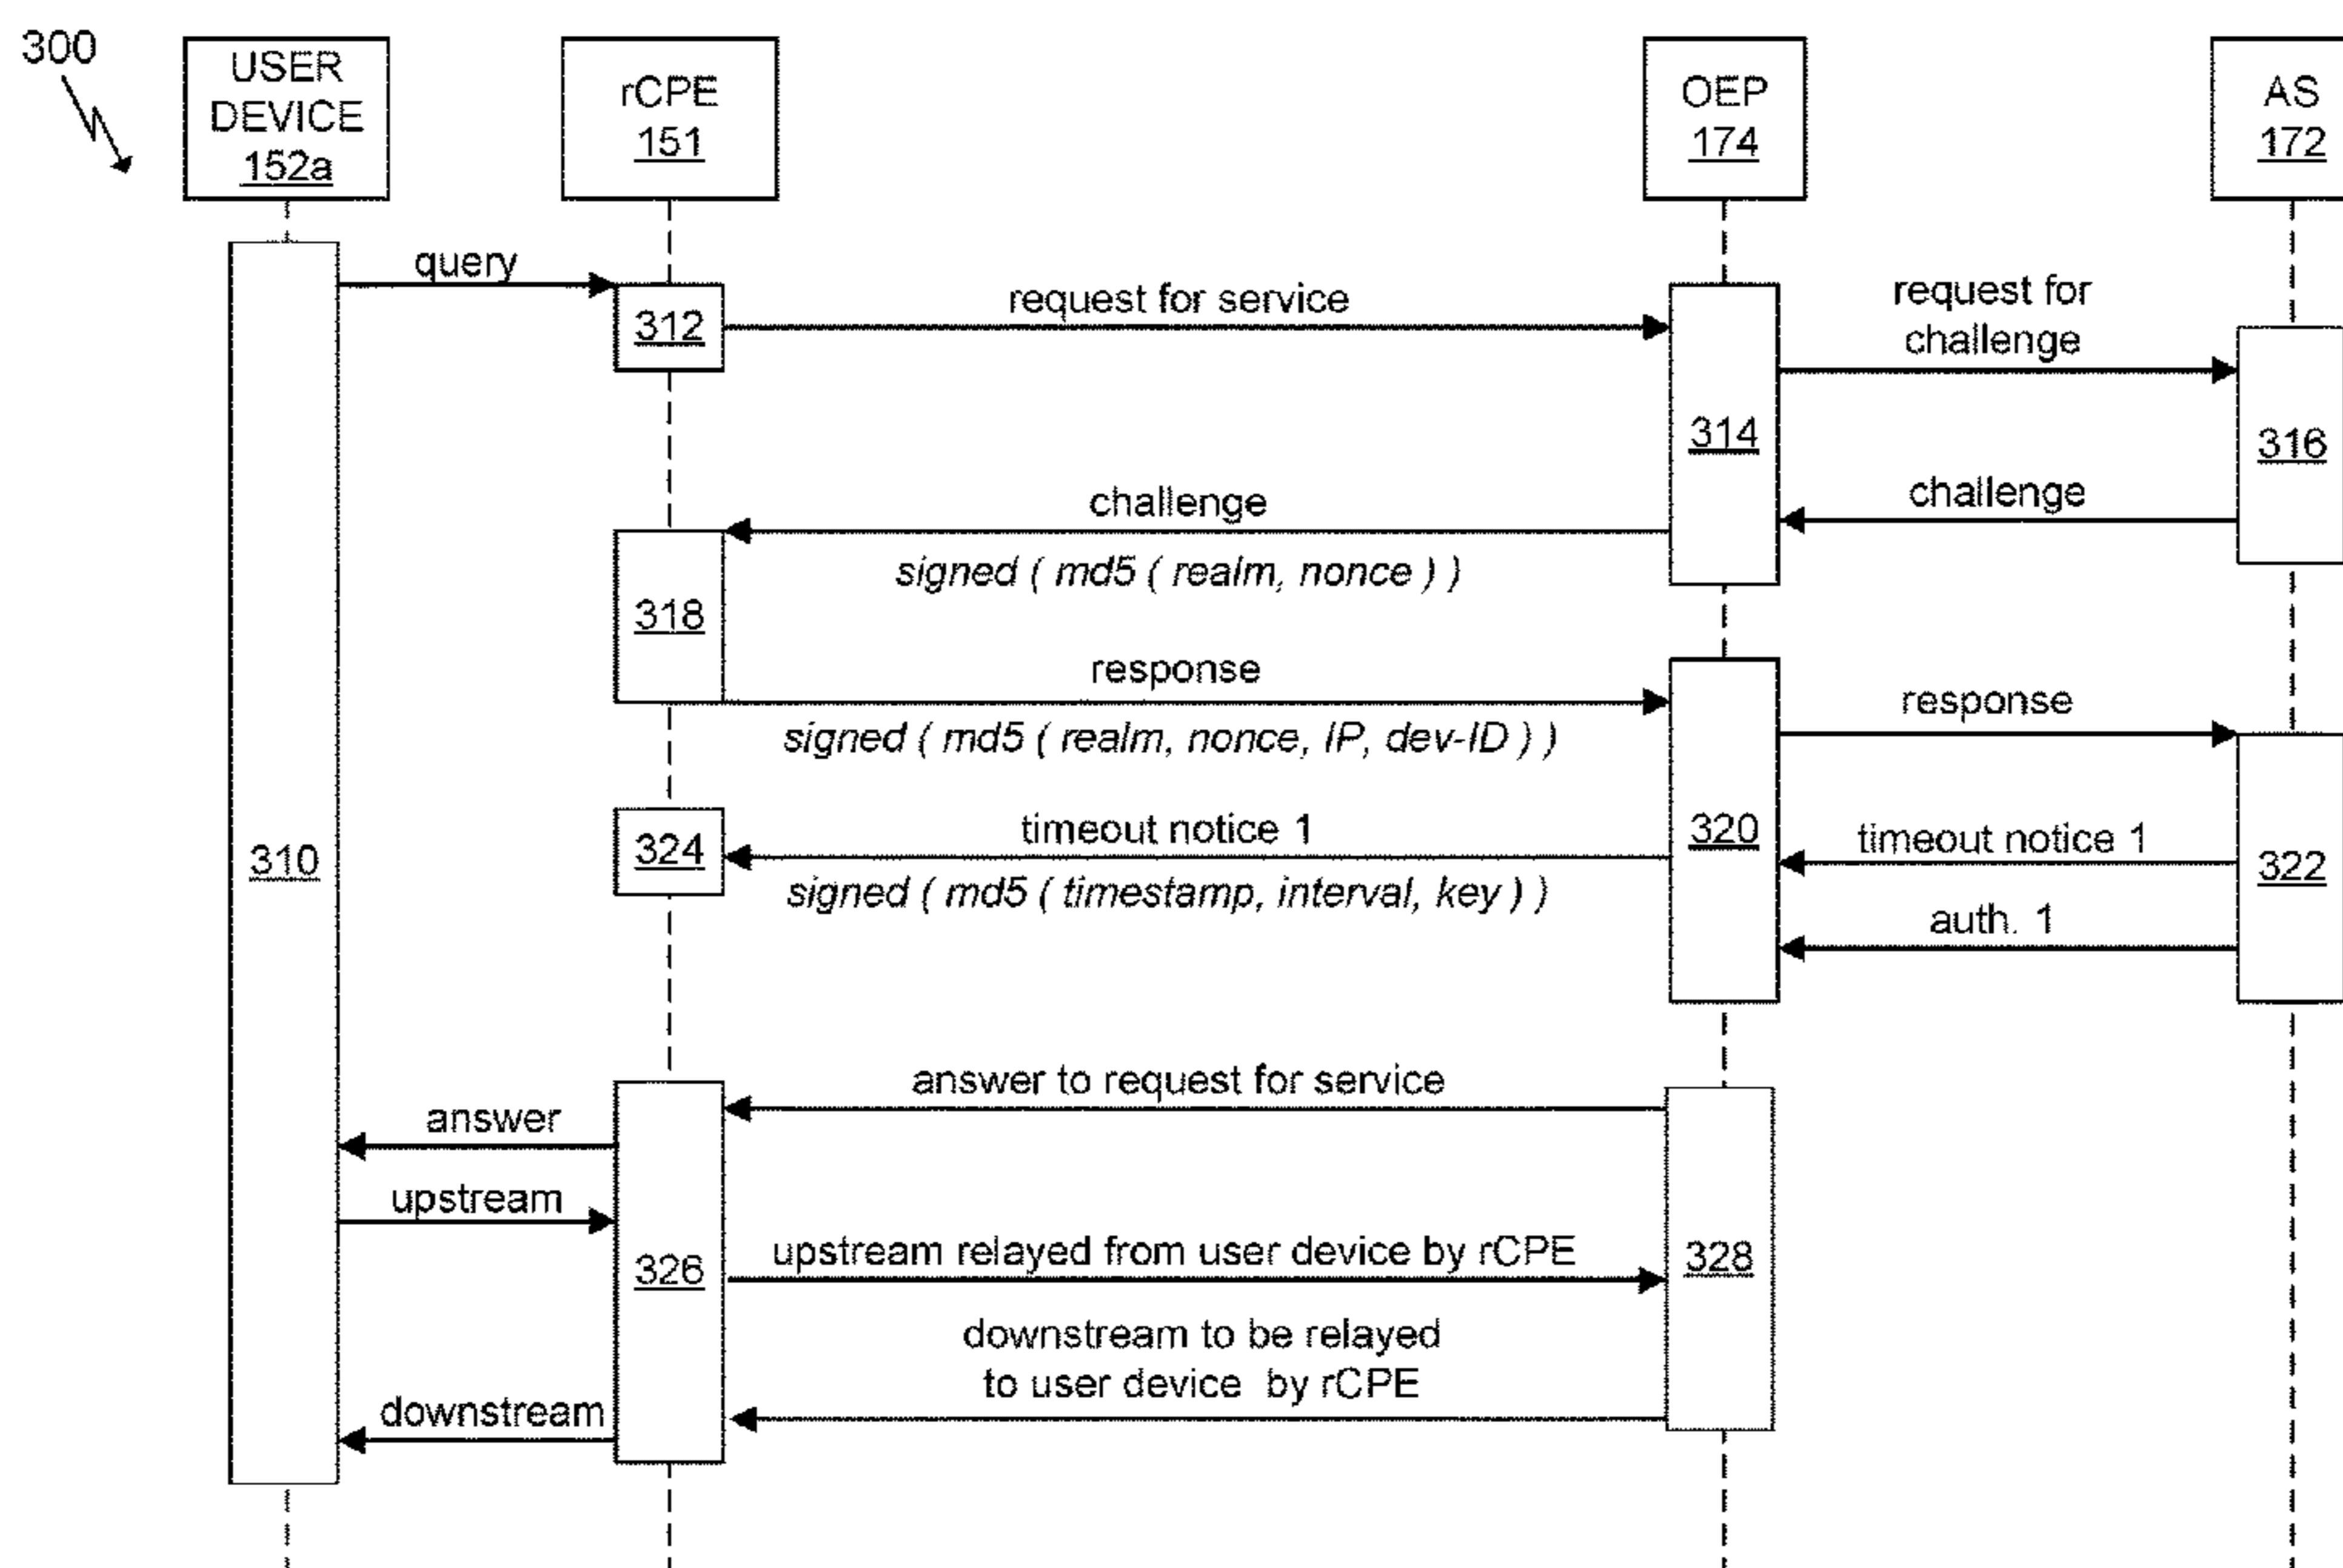 300
USER
DEVICE
152a
rCPE
151
OEP
174
AS
172
query
request for service
request for
challenge
312
314
316
challenge
challenge
signed ( md5 ( realm, nonce ) )
318
response
response
signed ( md5 ( realm, nonce, IP, dev-ID ) )
310
324
timeout notice 1
320
timeout notice 1
322
signed ( md5 ( timestamp, interval, key ) )
auth. 1
answer to request for service
answer
upstream
upstream relayed from user device by rCPE
326
328
downstream to be relayed
to user device by rCPE
downstream